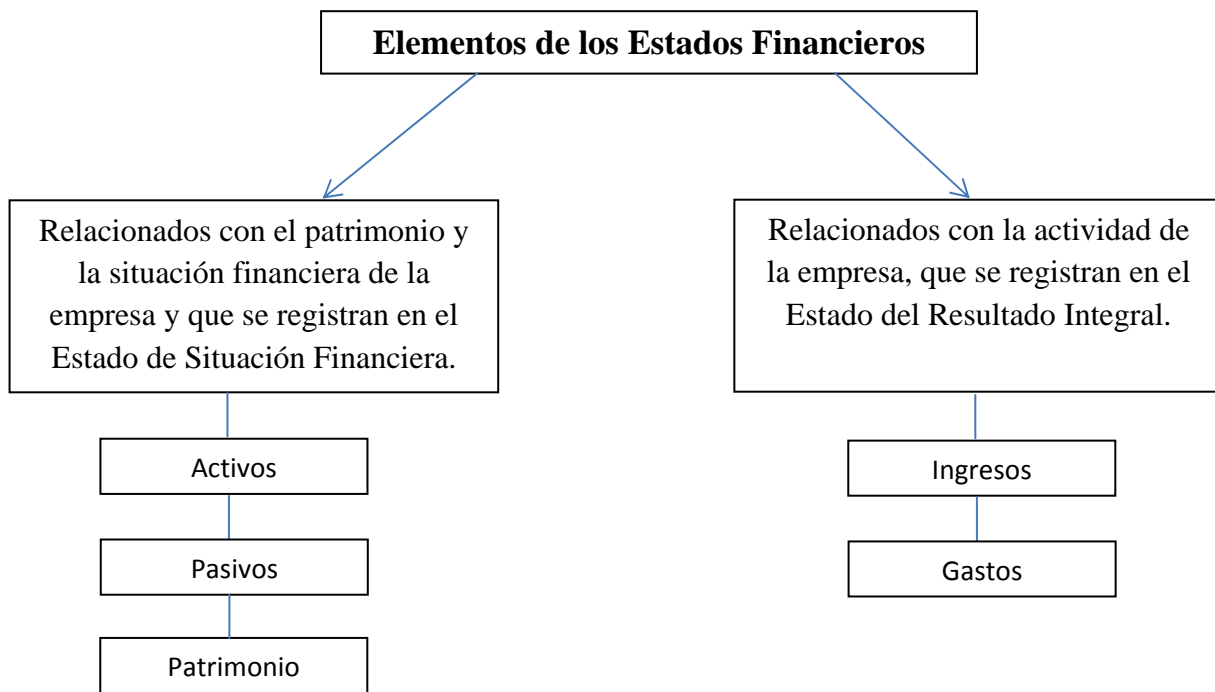 Elementos de los Estados Financieros
Relacionados con el patrimonio y
la situación financiera de la
empresa y que se registran en el
Estado de Situación Financiera.
Relacionados con la actividad de
la empresa, que se registran en el
Estado del Resultado Integral.
Activos
Pasivos
Patrimonio
Ingresos
Gastos